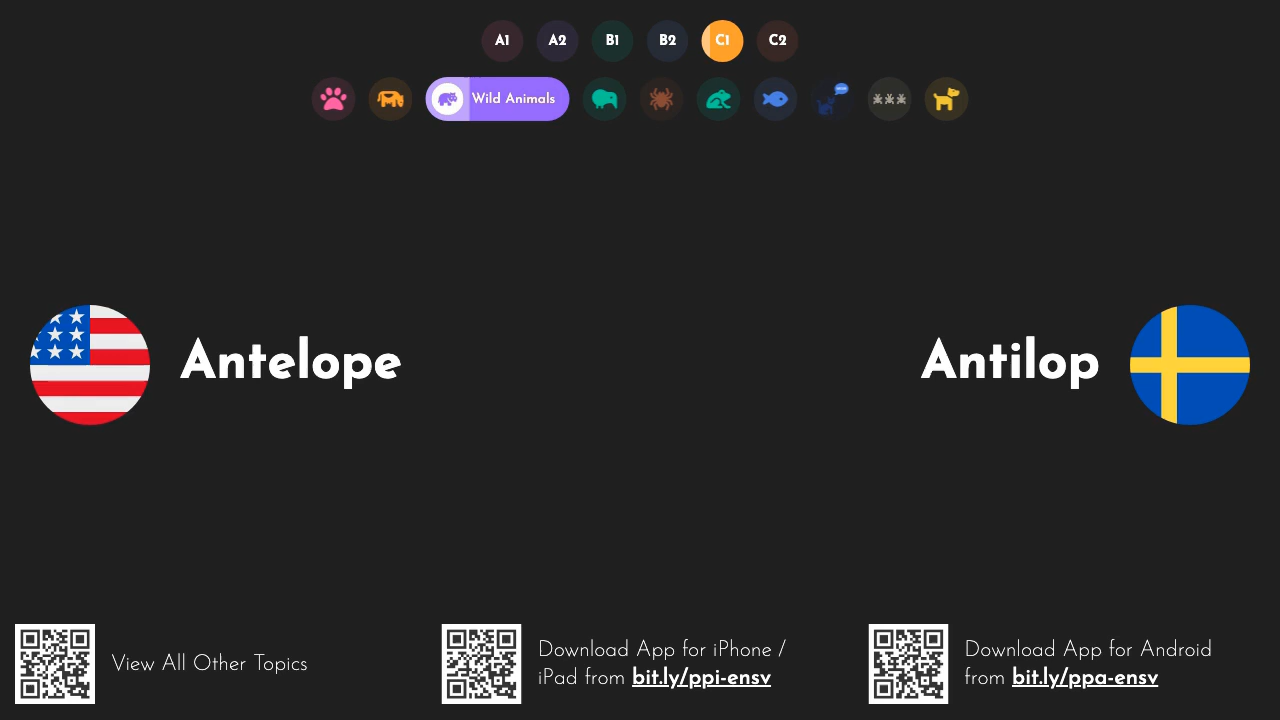 A1 A2 B1 B2 C1 C2
Wild Animals
Antelope
Antilop
View All Other Topics
Download App for iPhone /
iPad from bit.ly/ppi-ensv
Download App for Android
from bit.ly/ppa-ensv